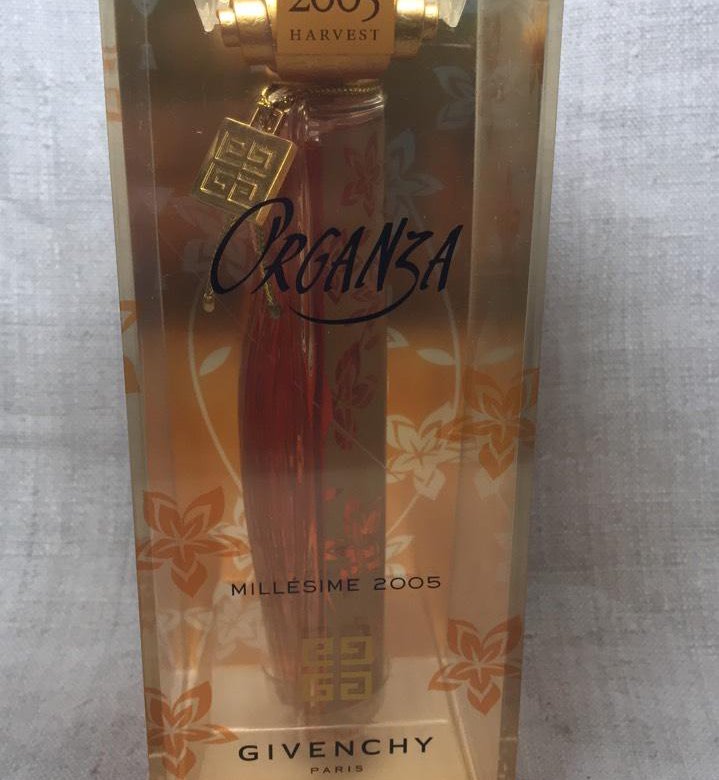 2005
HARVEST
ORGANZA
MILLÉSIME 2005
GIVENCHY
PARIS